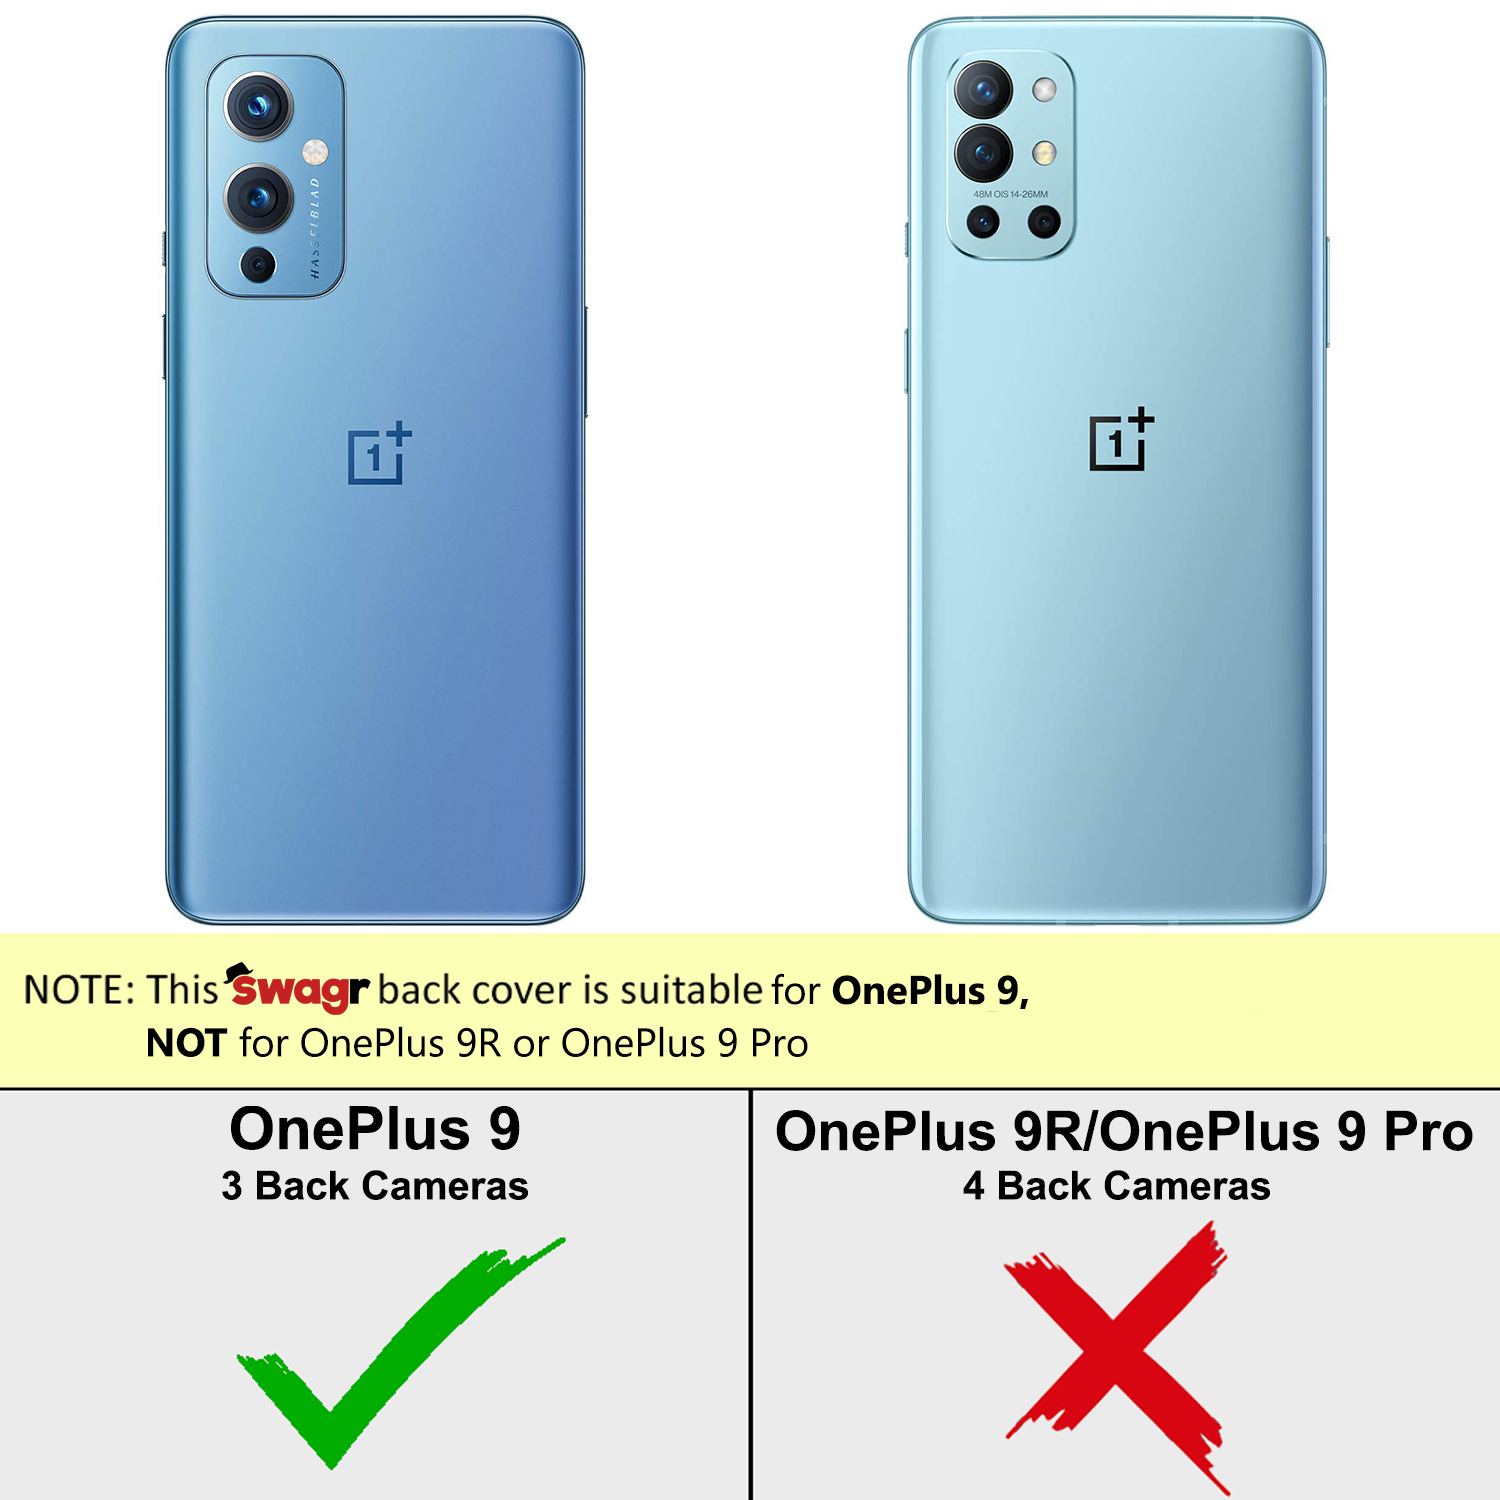 HASSELBLAD
48M OIS 14-26MM
1+
1+
NOTE: This Swagr back cover is suitable for OnePlus 9,
NOT for OnePlus 9R or OnePlus 9 Pro
OnePlus 9
3 Back Cameras
OnePlus 9R/OnePlus 9 Pro
4 Back Cameras